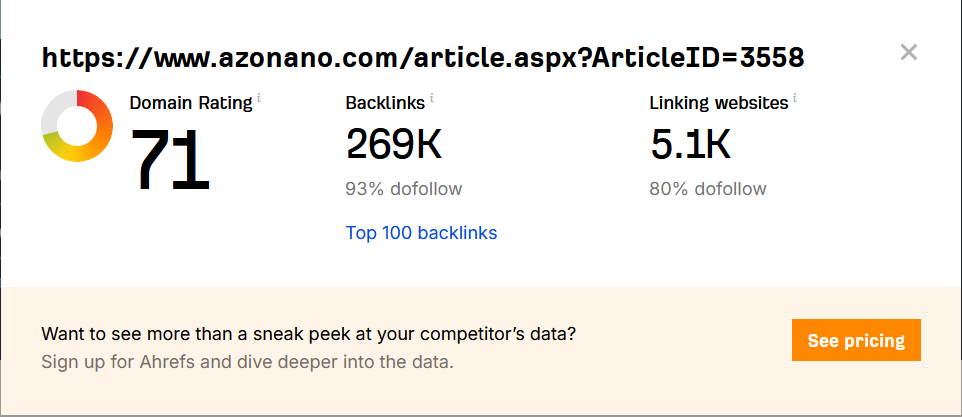 https://www.azonano.com/article.aspx?ArticleID=3558
Domain Rating i
71
Backlinks i
269K
93% dofollow
Top 100 backlinks
Linking websites i
5.1K
80% dofollow
Want to see more than a sneak peek at your competitor’s data?
Sign up for Ahrefs and dive deeper into the data.
See pricing